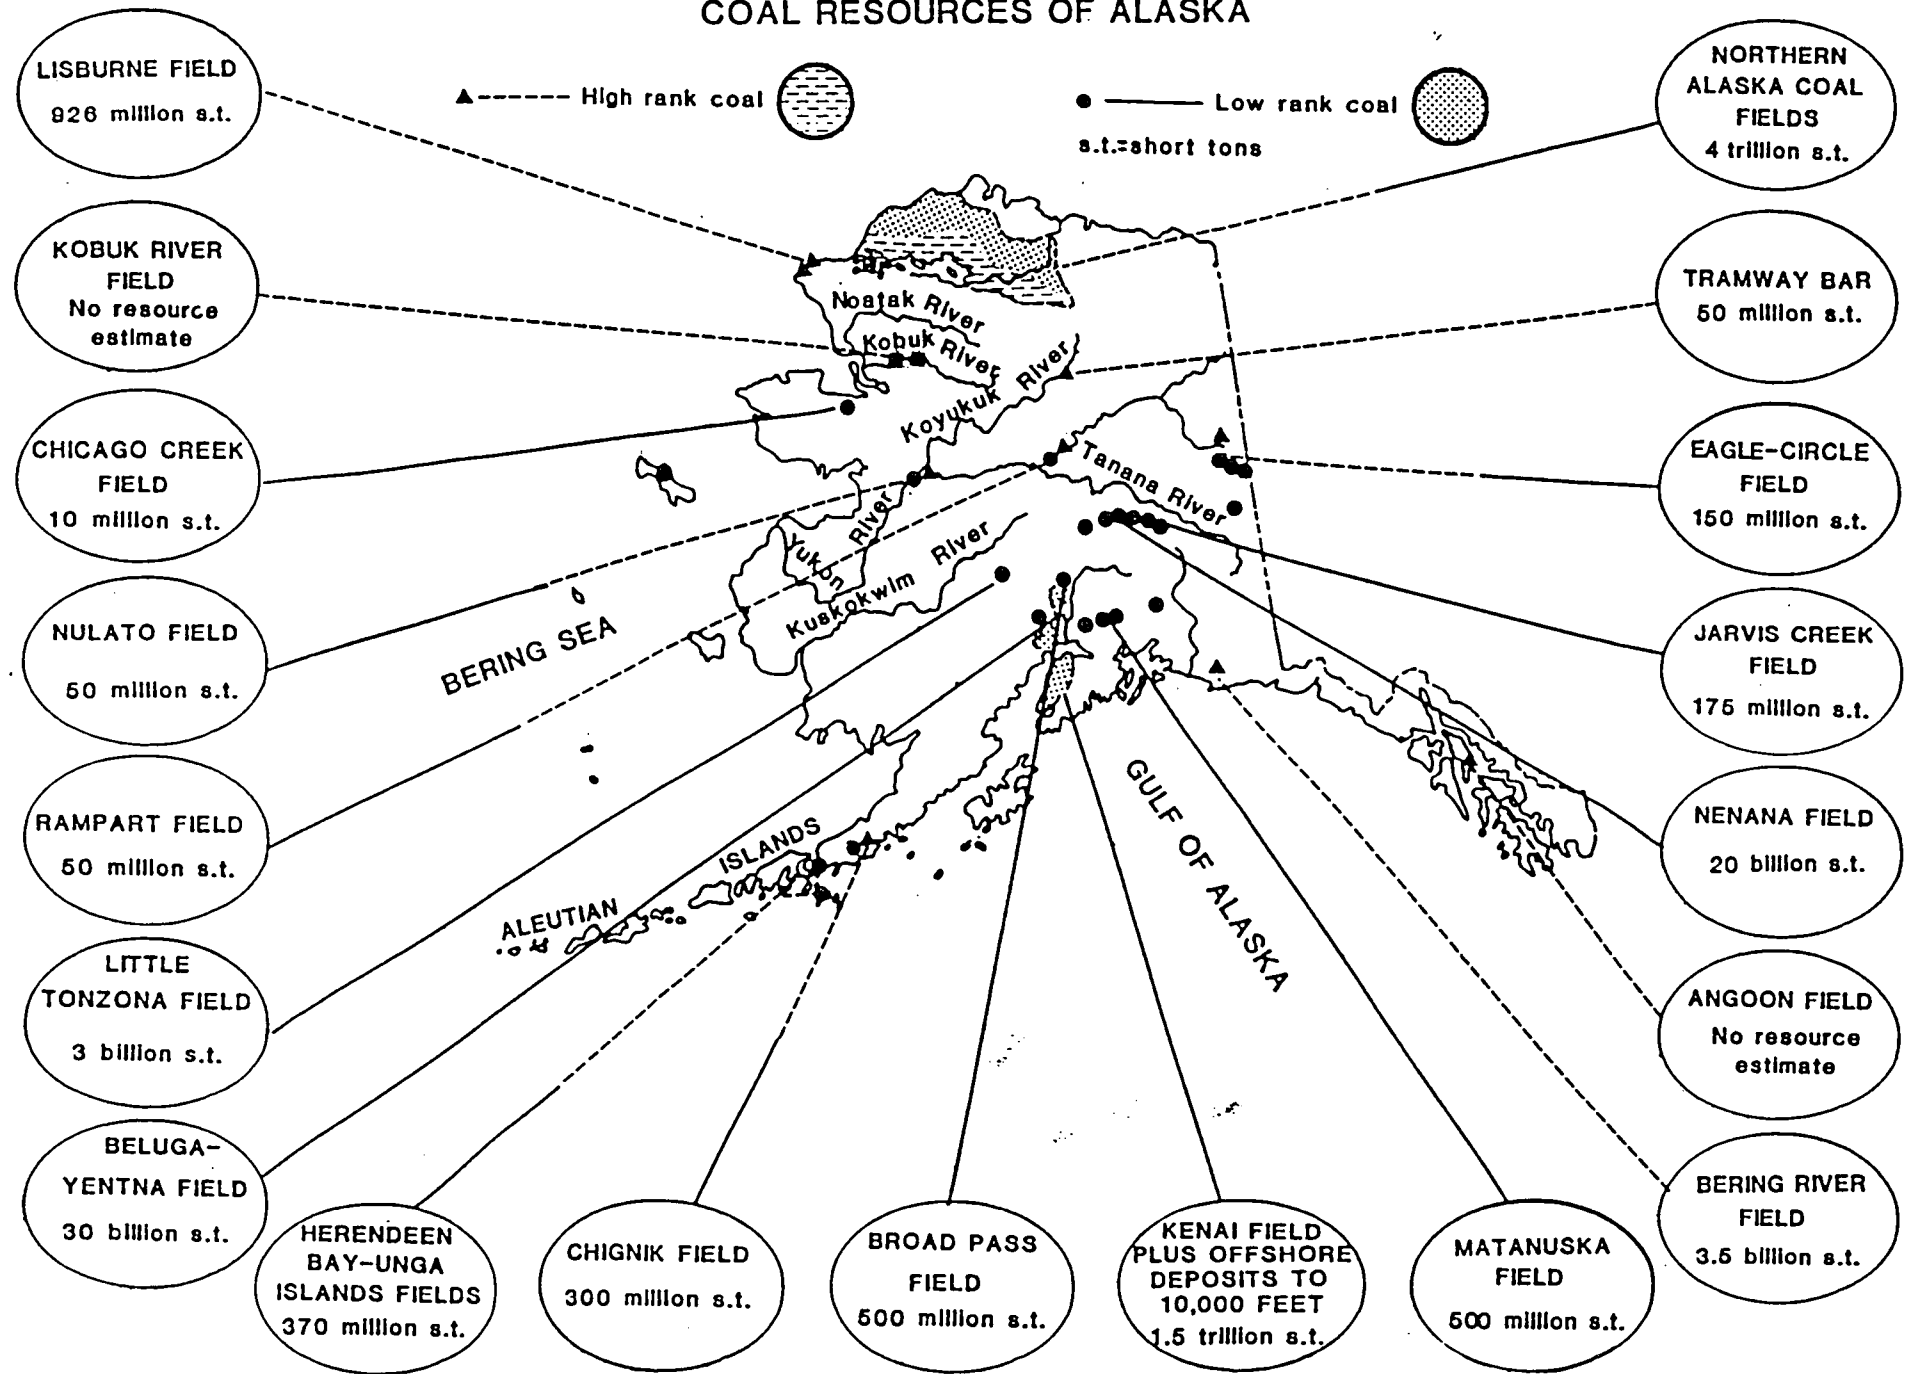 COAL RESOURCES OF ALASKA
High rank coal
Low rank coal
s.t.=short tons
LISBURNE FIELD
926 million s.t.
KOBUK RIVER
FIELD
No resource
estimate
CHICAGO CREEK
FIELD
10 million s.t.
NULATO FIELD
50 million s.t.
RAMPART FIELD
50 million s.t.
LITTLE
TONZONA FIELD
3 billion s.t.
BELUGA-
YENTNA FIELD
30 billion s.t.
HERENDEEN
BAY-UNGA
ISLANDS FIELDS
370 million s.t.
CHIGNIK FIELD
300 million s.t.
BROAD PASS
FIELD
500 million s.t.
KENAI FIELD
PLUS OFFSHORE
DEPOSITS TO
10,000 FEET
1.5 trillion s.t.
MATANUSKA
FIELD
500 million s.t.
NORTHERN
ALASKA COAL
FIELDS
4 trillion s.t.
TRAMWAY BAR
50 million s.t.
EAGLE-CIRCLE
FIELD
150 million s.t.
JARVIS CREEK
FIELD
175 million s.t.
NENANA FIELD
20 billion s.t.
ANGOON FIELD
No resource
estimate
BERING RIVER
FIELD
3.5 billion s.t.
Noatak River
Kobuk River
Koyukuk River
Tanana River
Yukon River
Kuskokwim River
BERING SEA
ALEUTIAN ISLANDS
GULF OF ALASKA